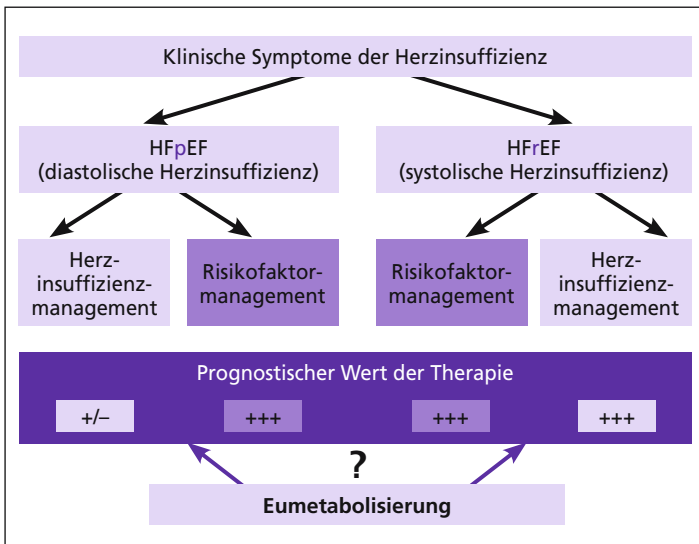 Klinische Symptome der Herzinsuffizienz
HFpEF
(diastolische Herzinsuffizienz)
HFrEF
(systolische Herzinsuffizienz)
Herz-
insuffizienz-
management
Risikofaktor-
management
Risikofaktor-
management
Herz-
insuffizienz-
management
Prognostischer Wert der Therapie
+/–
+++
+++
+++
?
Eumetabolisierung